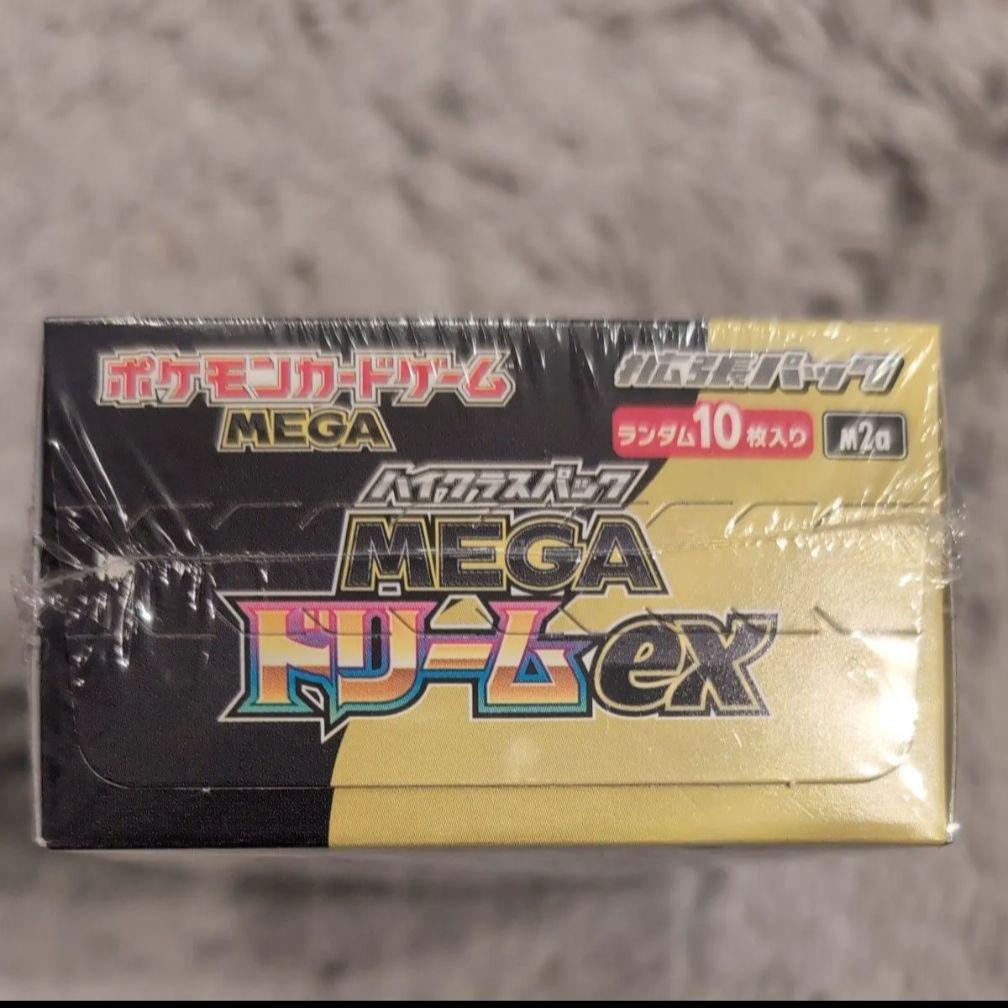 ポケモンカードゲーム
MEGA
拡張パック
ランダム10枚入り
M2a
ハイクラスパック
MEGA
ドリームex